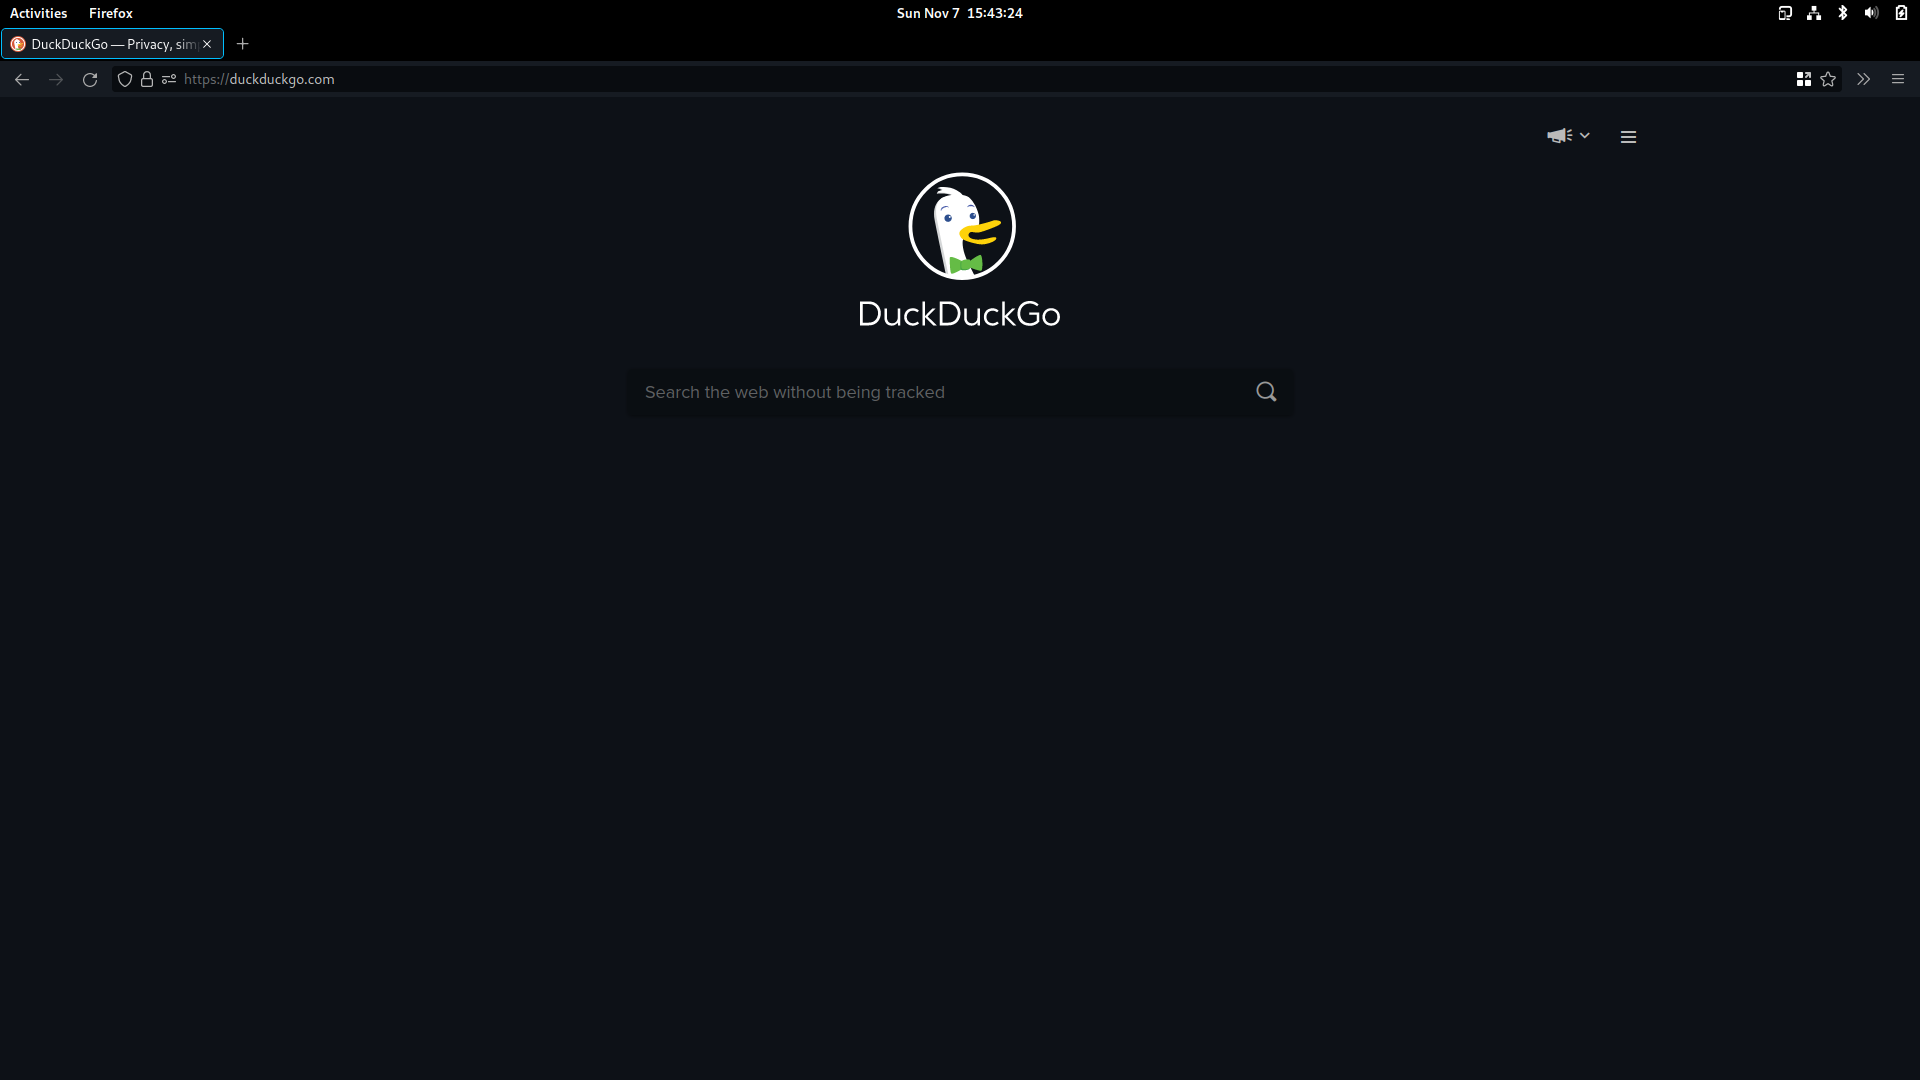 Activities Firefox Sun Nov 7 15:43:24
DuckDuckGo — Privacy, sim
https://duckduckgo.com
DuckDuckGo
Search the web without being tracked